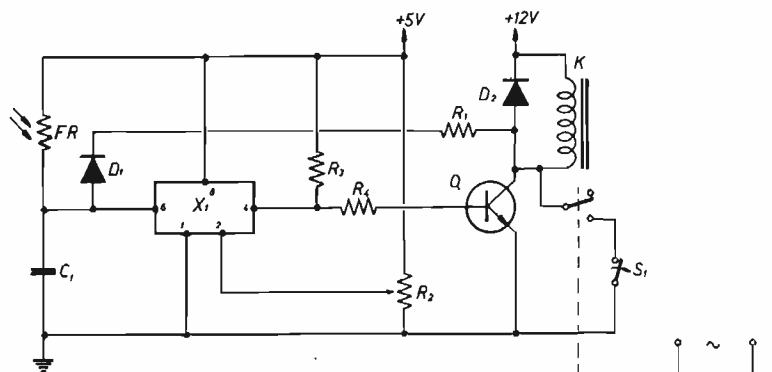 +5V +12V
K
D₂
FR R₁
D₁ R₃
Q
R₄
8
6 X₁ 4
1 2
C₁ R₂ S₁
~